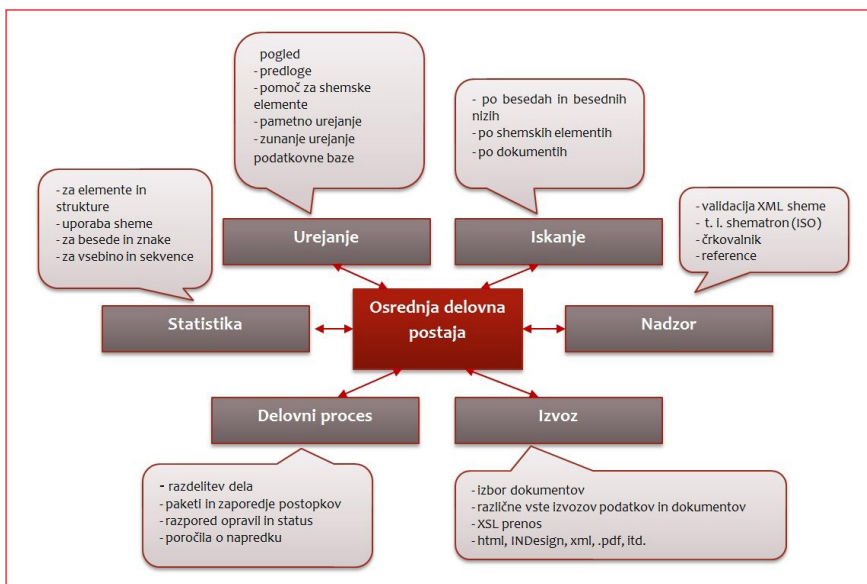 pogled
- predloge
- pomoč za shemske
elemente
- pametno urejanje
- zunanje urejanje
podatkovne baze
- po besedah in besednih
nizih
- po shemskih elementih
- po dokumentih
- za elemente in
strukture
- uporaba sheme
- za besede in znake
- za vsebino in sekvence
- validacija XML sheme
- t. i. shematron (ISO)
- črkovalnik
- reference
Urejanje
Iskanje
Statistika
Osrednja delovna
postaja
Nadzor
Delovni proces
Izvoz
- razdelitev dela
- paketi in zaporedje postopkov
- razpored opravil in status
- poročila o napredku
- izbor dokumentov
- različne vste izvozov podatkov in dokumentov
- XSL prenos
- html, INDesign, xml, .pdf, itd.